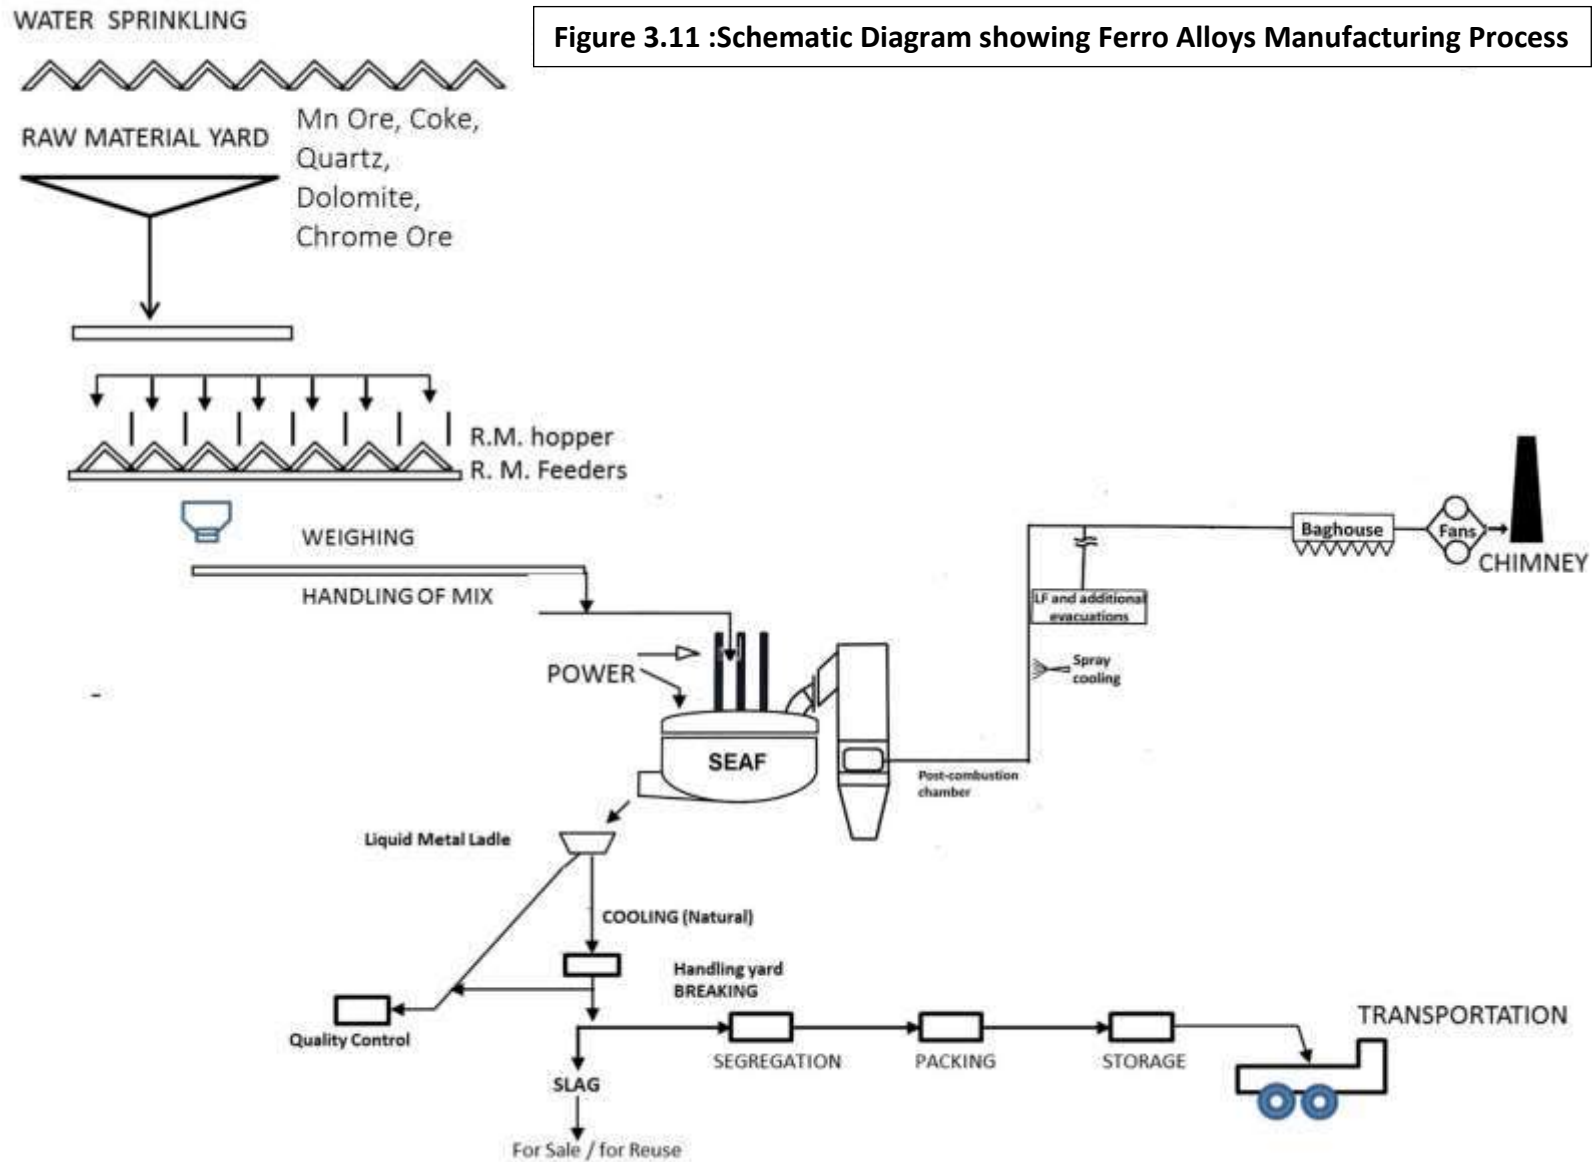 WATER SPRINKLING
Figure 3.11 :Schematic Diagram showing Ferro Alloys Manufacturing Process
RAW MATERIAL YARD
Mn Ore, Coke,
Quartz,
Dolomite,
Chrome Ore
R.M. hopper
R. M. Feeders
WEIGHING
HANDLING OF MIX
POWER
SEAF
Post-combustion
chamber
Spray
cooling
LF and additional
evacuations
Baghouse
Fans
CHIMNEY
Liquid Metal Ladle
COOLING (Natural)
Handling yard
BREAKING
Quality Control
SEGREGATION
PACKING
STORAGE
TRANSPORTATION
SLAG
For Sale / for Reuse